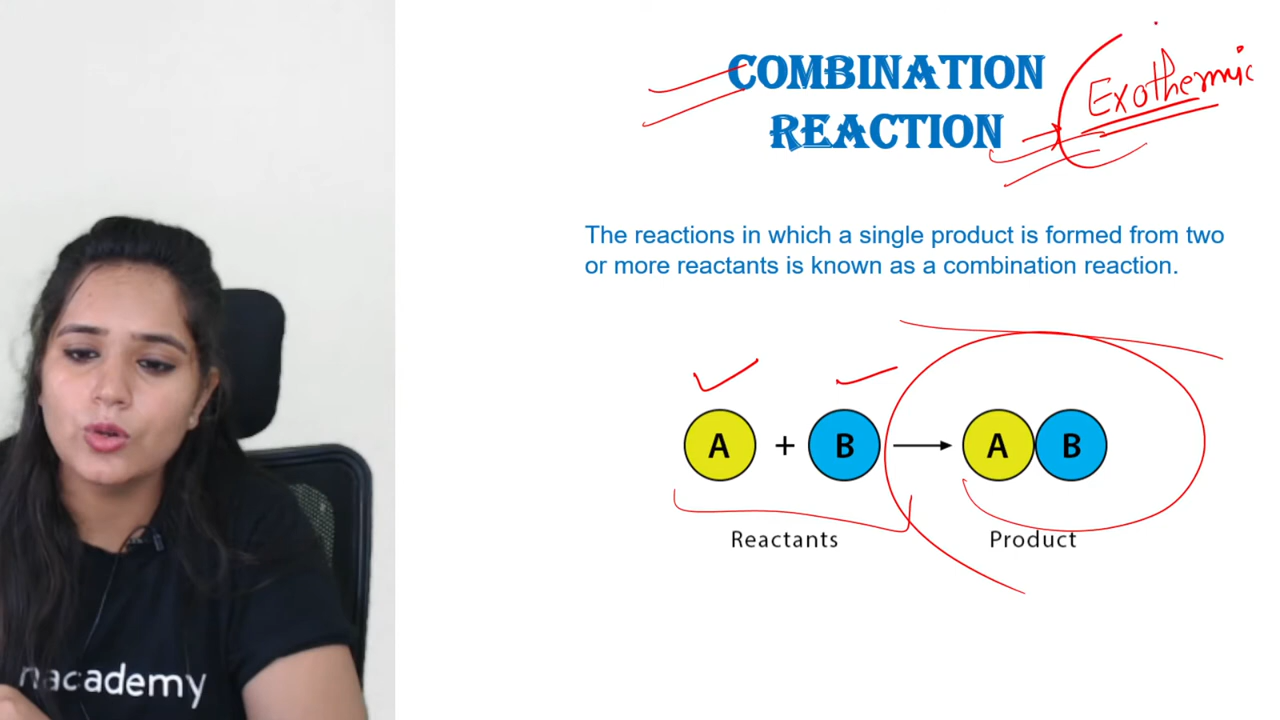 COMBINATION
REACTION
Exothermic
The reactions in which a single product is formed from two
or more reactants is known as a combination reaction.
A + B → A B
Reactants Product
nacademy